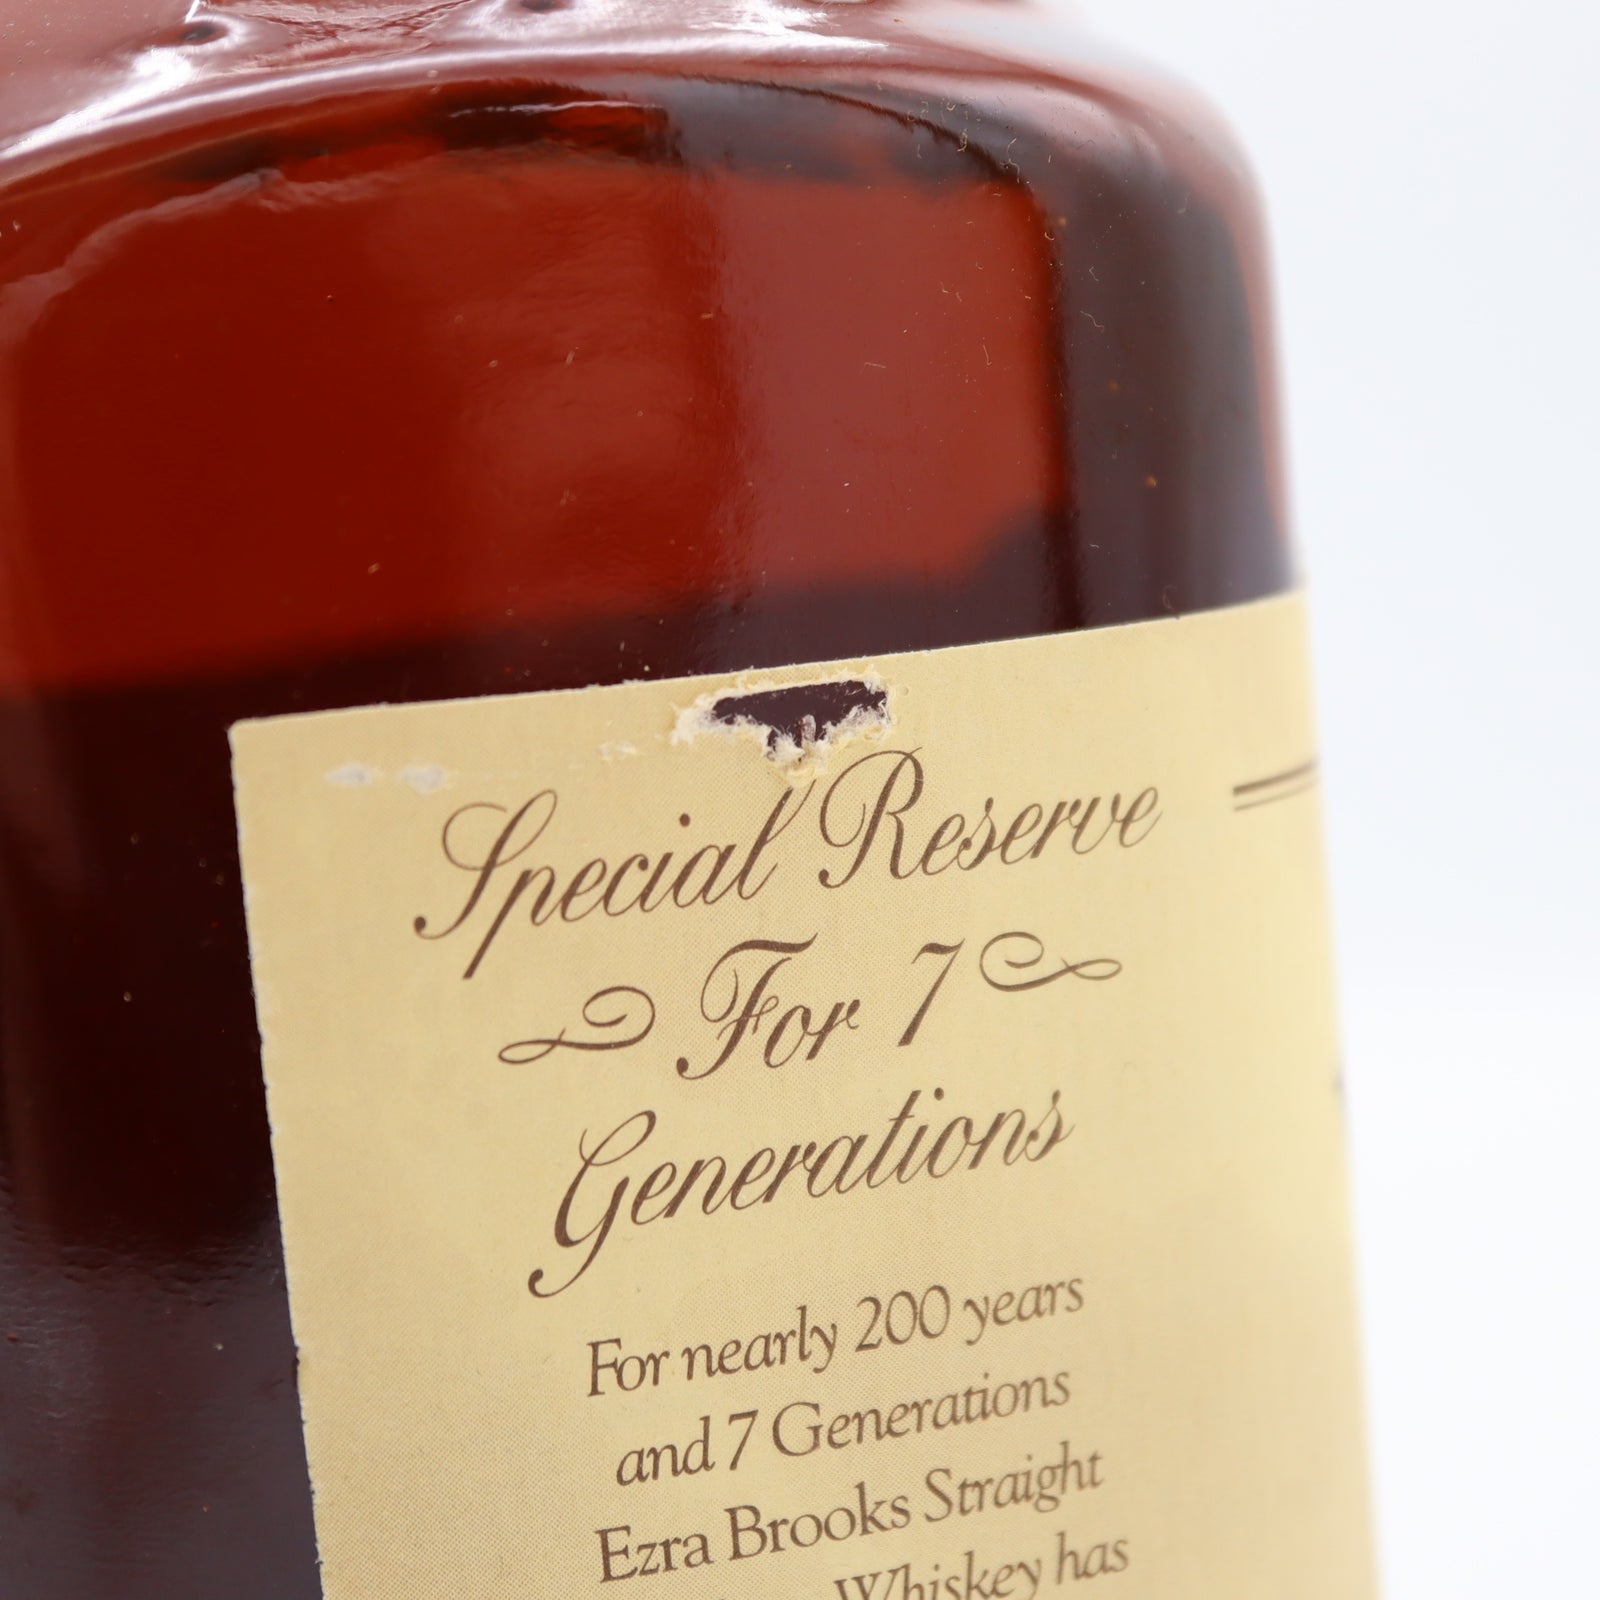 Special Reserve
For 7
Generations
For nearly 200 years
and 7 Generations
Ezra Brooks Straight
Whiskey has